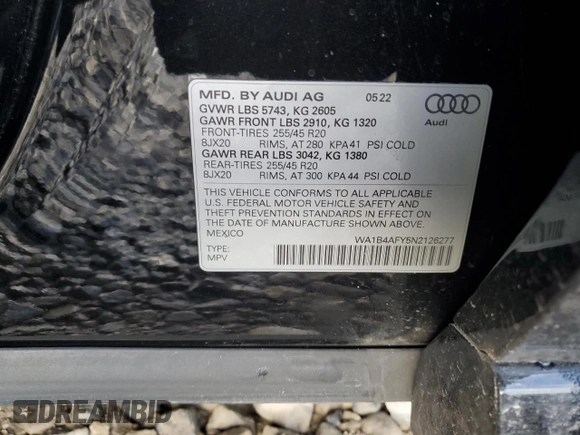 MFD. BY AUDI AG 05 22
GVWR LBS 5743, KG 2605
GAWR FRONT LBS 2910, KG 1320
FRONT-TIRES 255/45 R20
8JX20 RIMS, AT 280 KPA 41 PSI COLD
GAWR REAR LBS 3042, KG 1380
REAR-TIRES 255/45 R20
8JX20 RIMS, AT 300 KPA 44 PSI COLD
Audi
THIS VEHICLE CONFORMS TO ALL APPLICABLE
U.S. FEDERAL MOTOR VEHICLE SAFETY AND
THEFT PREVENTION STANDARDS IN EFFECT ON
THE DATE OF MANUFACTURE SHOWN ABOVE.
MEXICO
WA1B4AFY5N2126277
TYPE:
MPV
DREAMBID